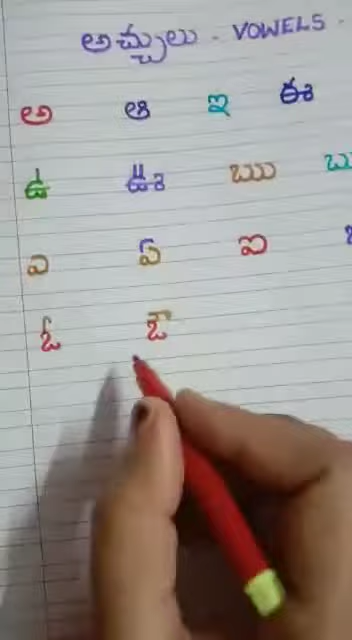 అచ్చులు - VOWELS -
అ ఆ ఇ ఈ
ఉ ఊ ఋ
ఎ ఏ ఐ
ఓ ఔ